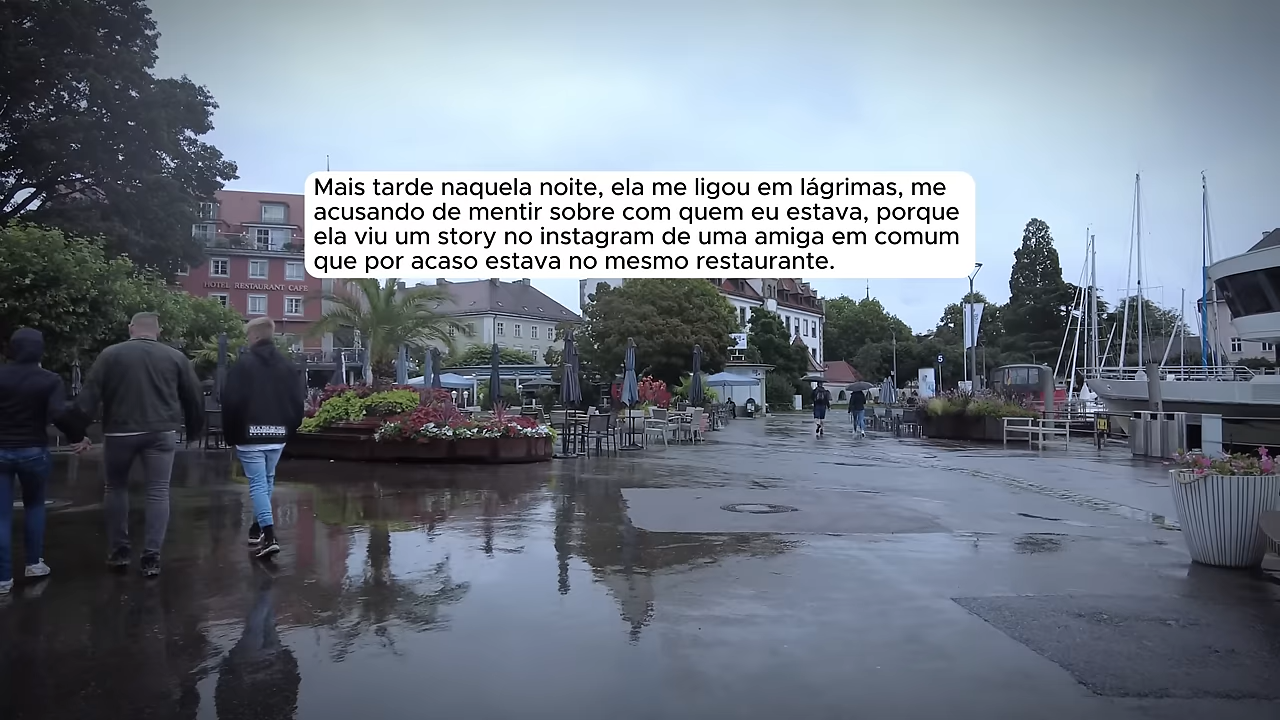 Mais tarde naquela noite, ela me ligou em lágrimas, me
acusando de mentir sobre com quem eu estava, porque
ela viu um story no instagram de uma amiga em comum
que por acaso estava no mesmo restaurante.
HOTEL RESTAURANT CAFE
5